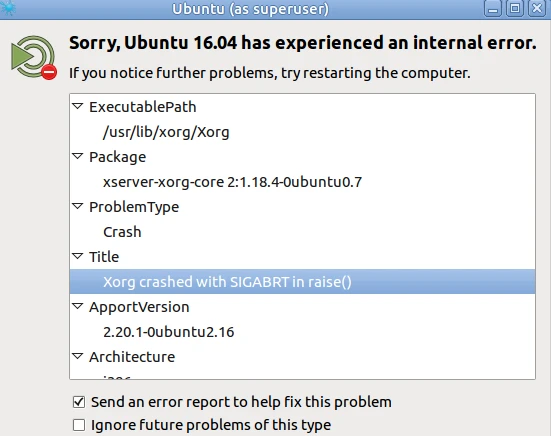 Ubuntu (as superuser)
Sorry, Ubuntu 16.04 has experienced an internal error.
If you notice further problems, try restarting the computer.
ExecutablePath
/usr/lib/xorg/Xorg
Package
xserver-xorg-core 2:1.18.4-0ubuntu0.7
ProblemType
Crash
Title
Xorg crashed with SIGABRT in raise()
ApportVersion
2.20.1-0ubuntu2.16
Architecture
Send an error report to help fix this problem
Ignore future problems of this type